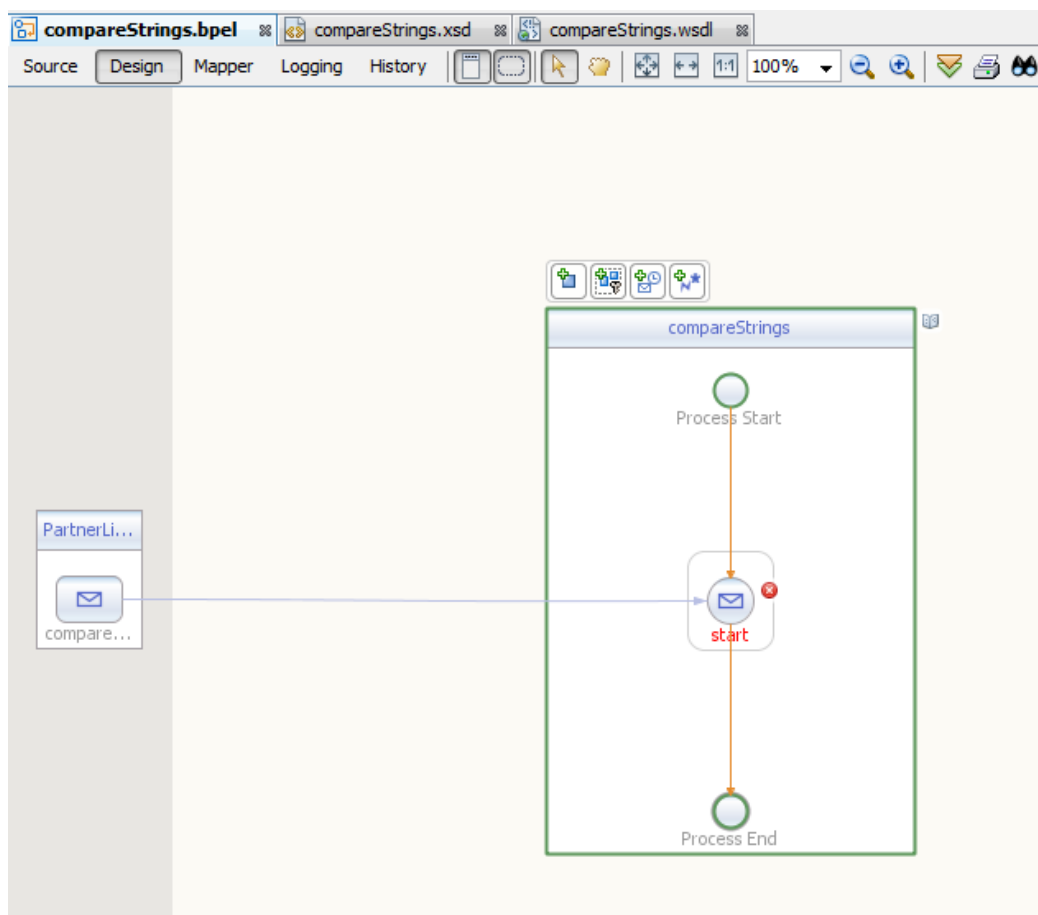 compareStrings.bpel compareStrings.xsd compareStrings.wsdl
Source Design Mapper Logging History 1:1 100%
compareStrings
Process Start
PartnerLi...
compare...
start
Process End